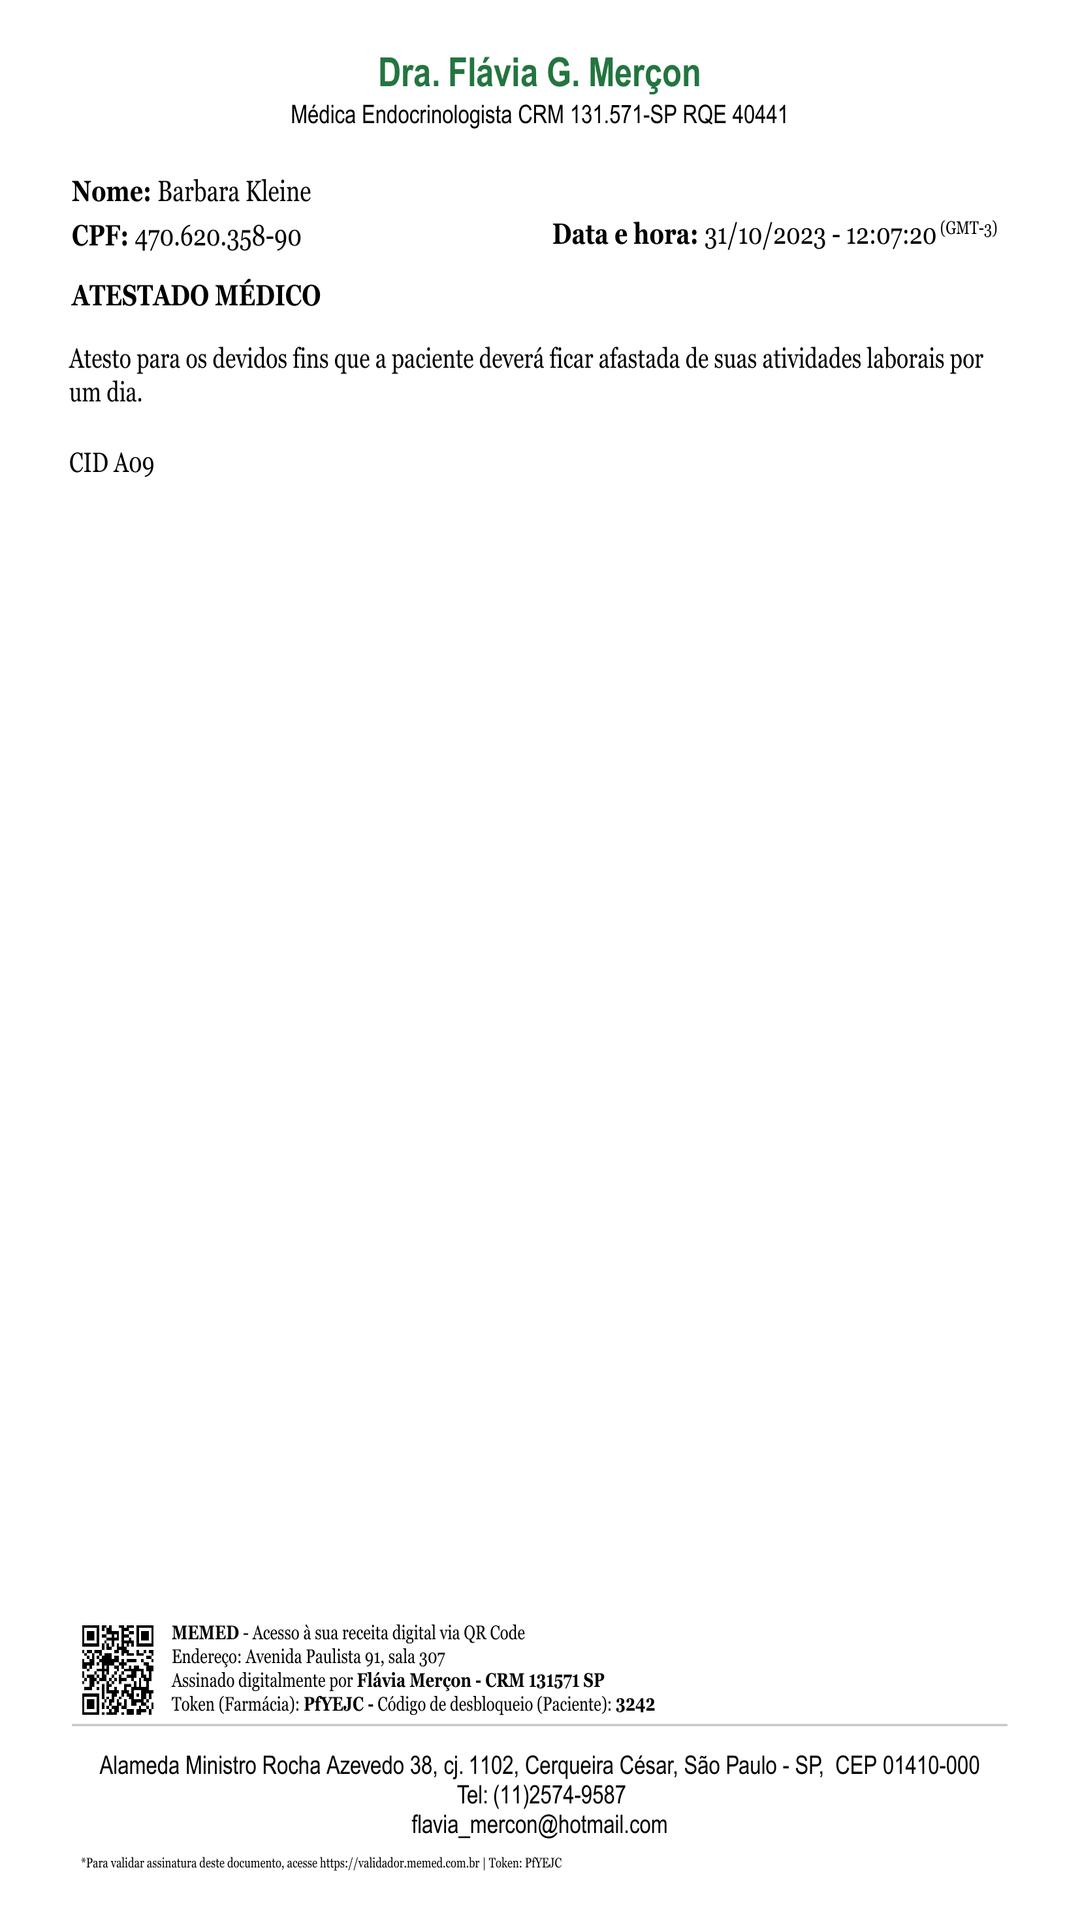 Dra. Flávia G. Merçon
Médica Endocrinologista CRM 131.571-SP RQE 40441
Nome: Barbara Kleine
CPF: 470.620.358-90
Data e hora: 31/10/2023 - 12:07:20 (GMT-3)
ATESTADO MÉDICO
Atesto para os devidos fins que a paciente deverá ficar afastada de suas atividades laborais por
um dia.
CID A09
MEMED - Acesso à sua receita digital via QR Code
Endereço: Avenida Paulista 91, sala 307
Assinado digitalmente por Flávia Merçon - CRM 131571 SP
Token (Farmácia): PfYEJC - Código de desbloqueio (Paciente): 3242
Alameda Ministro Rocha Azevedo 38, cj. 1102, Cerqueira César, São Paulo - SP, CEP 01410-000
Tel: (11)2574-9587
flavia_mercon@hotmail.com
*Para validar assinatura deste documento, acesse https://validador.memed.com.br | Token: PfYEJC